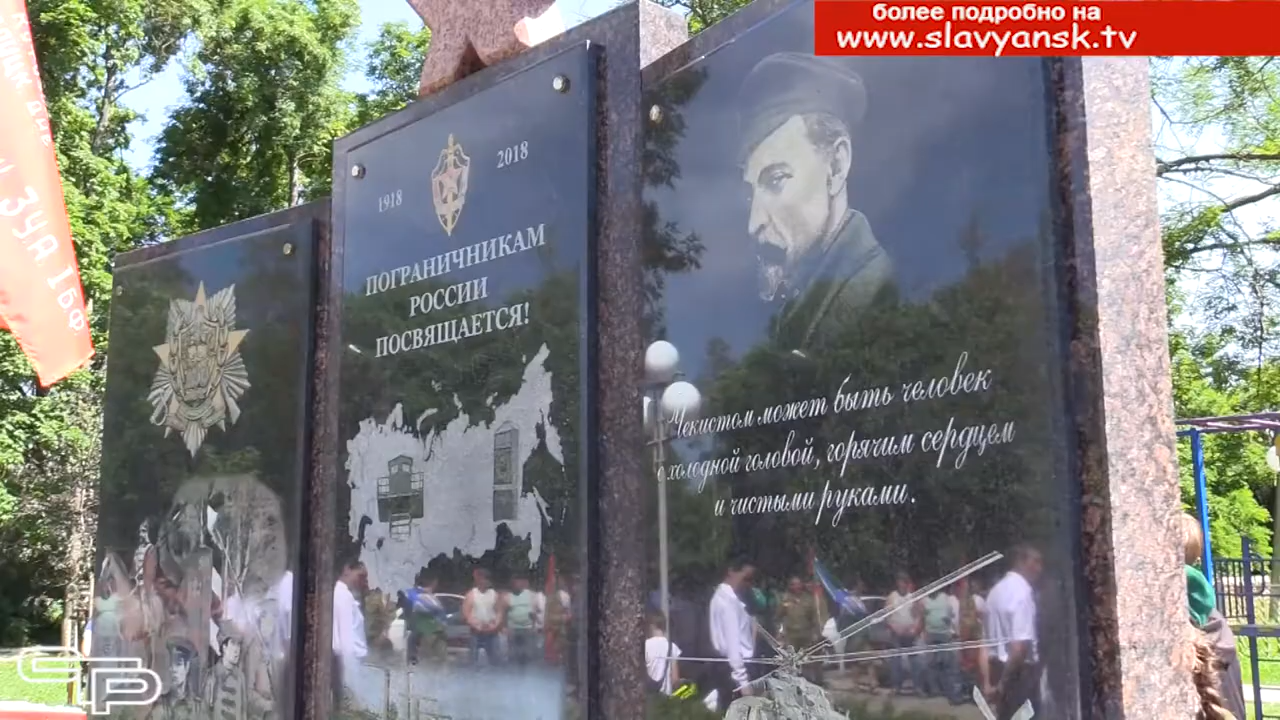 более подробно на
www.slavyansk.tv
1918
2018
ПОГРАНИЧНИКАМ
РОССИИ
ПОСВЯЩАЕТСЯ!
Чекистом может быть человек
с холодной головой, горячим сердцем
и чистыми руками.